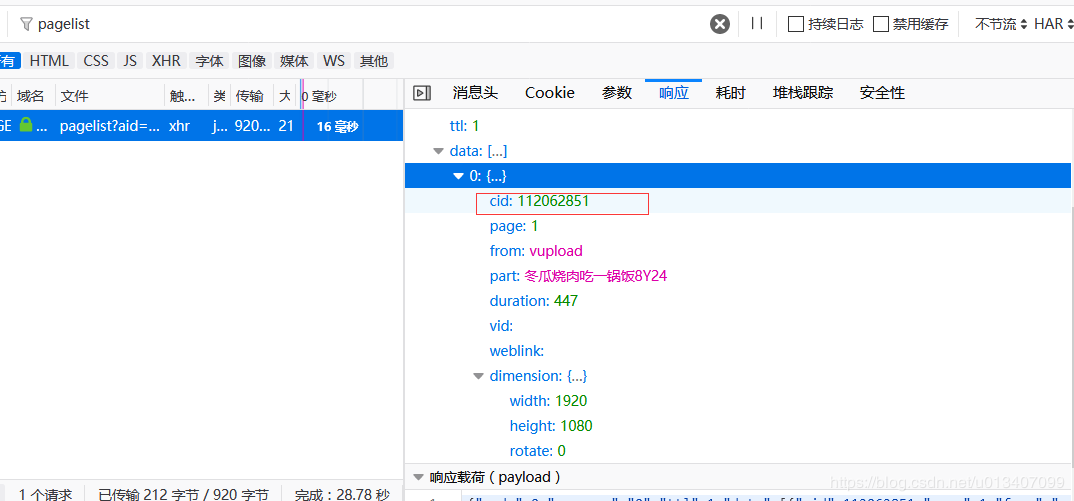 pagelist
持续日志 禁用缓存 不节流 HAR
有 HTML CSS JS XHR 字体 图像 媒体 WS 其他
域名 文件 触... 类 传输 大 0 毫秒
消息头 Cookie 参数 响应 耗时 堆栈跟踪 安全性
GE ... pagelist?aid=... xhr j... 920... 21 16 毫秒
ttl: 1
data: [...]
0: {...}
cid: 112062851
page: 1
from: vupload
part: 冬瓜烧肉吃一锅饭8Y24
duration: 447
vid:
weblink:
dimension: {...}
width: 1920
height: 1080
rotate: 0
响应载荷 ( payload )
1 个请求 已传输 212 字节 / 920 字节 完成 : 28.78 秒
https://blog.csdn.net/u013407099